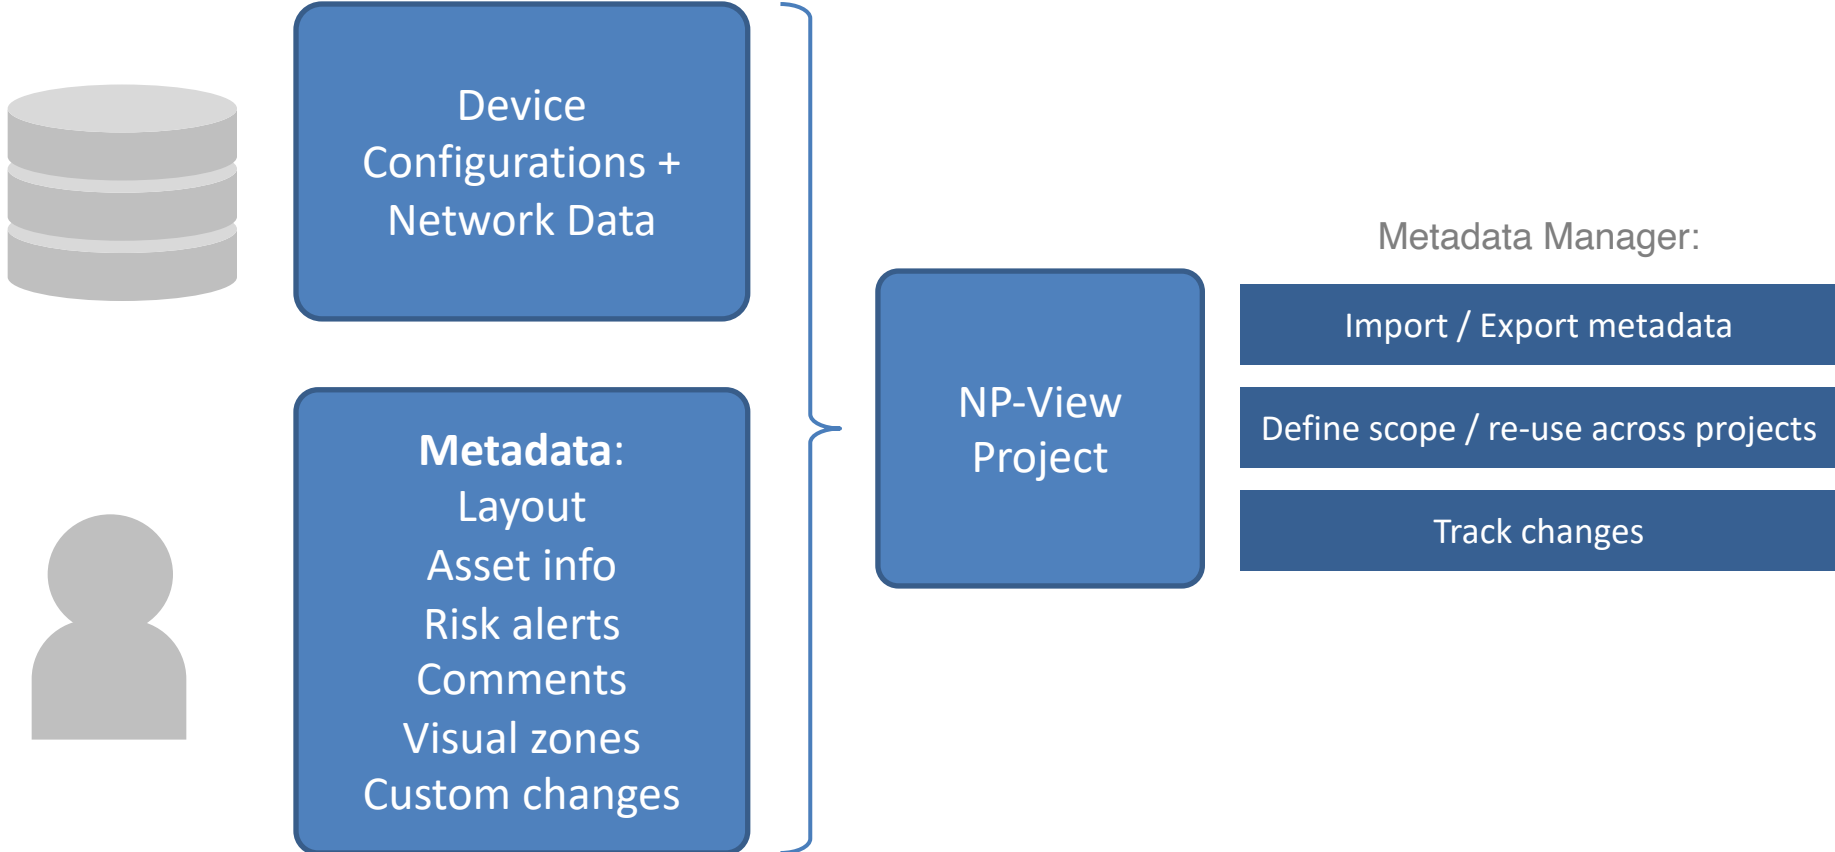 Device
Configurations +
Network Data
Metadata:
Layout
Asset info
Risk alerts
Comments
Visual zones
Custom changes
NP-View
Project
Metadata Manager:
Import / Export metadata
Define scope / re-use across projects
Track changes